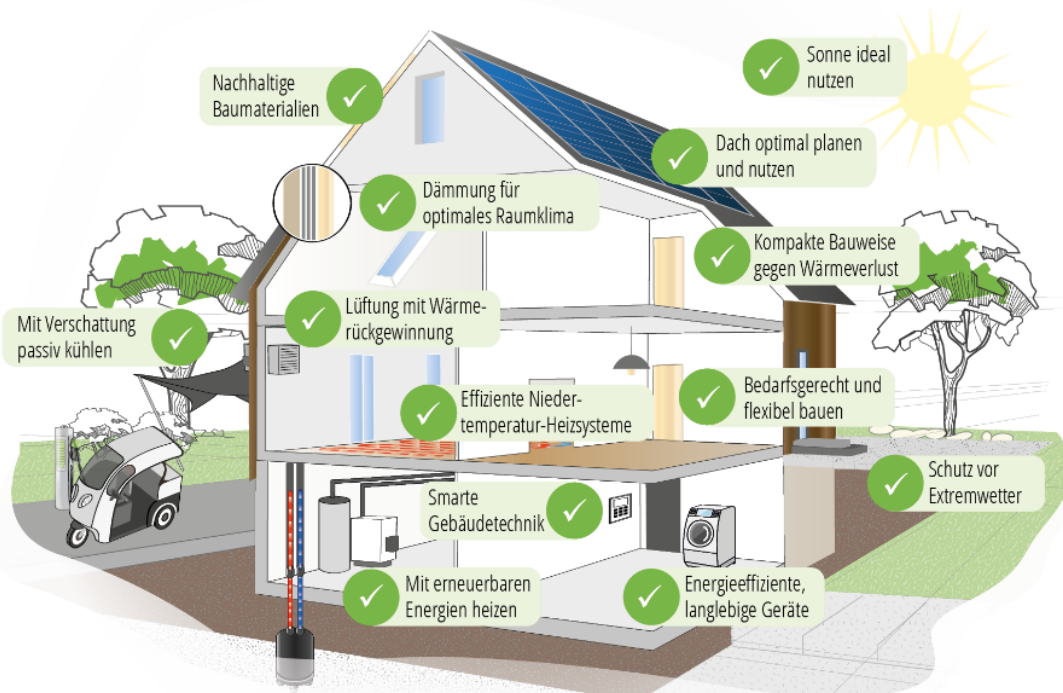 Sonne ideal
nutzen
Nachhaltige
Baumaterialien
Dach optimal planen
und nutzen
Dämmung für
optimales Raumklima
Kompakte Bauweise
gegen Wärmeverlust
Mit Verschattung
passiv kühlen
Lüftung mit Wärme-
rückgewinnung
Effiziente Nieder-
temperatur-Heizsysteme
Bedarfsgerecht und
flexibel bauen
Smarte
Gebäudetechnik
Schutz vor
Extremwetter
Mit erneuerbaren
Energien heizen
Energieeffiziente,
langlebige Geräte